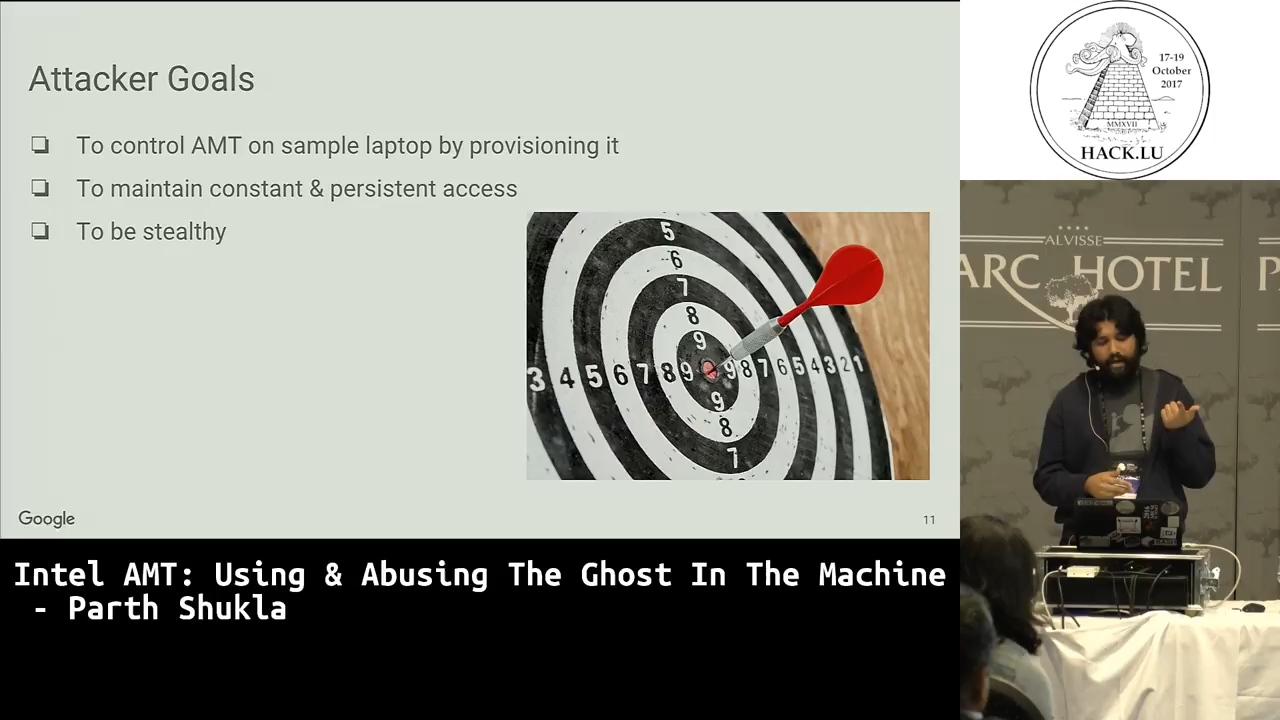 Attacker Goals
To control AMT on sample laptop by provisioning it
To maintain constant & persistent access
To be stealthy
5
6
7
8
9
3 4 5 6 7 8 9 9 8 7 6 5 4 3 2 1
9
8
7
Google
11
Intel AMT: Using & Abusing The Ghost In The Machine
- Parth Shukla
17-19
October
2017
MMXVII
HACK.LU
ALVISSE
ARC HOTEL P